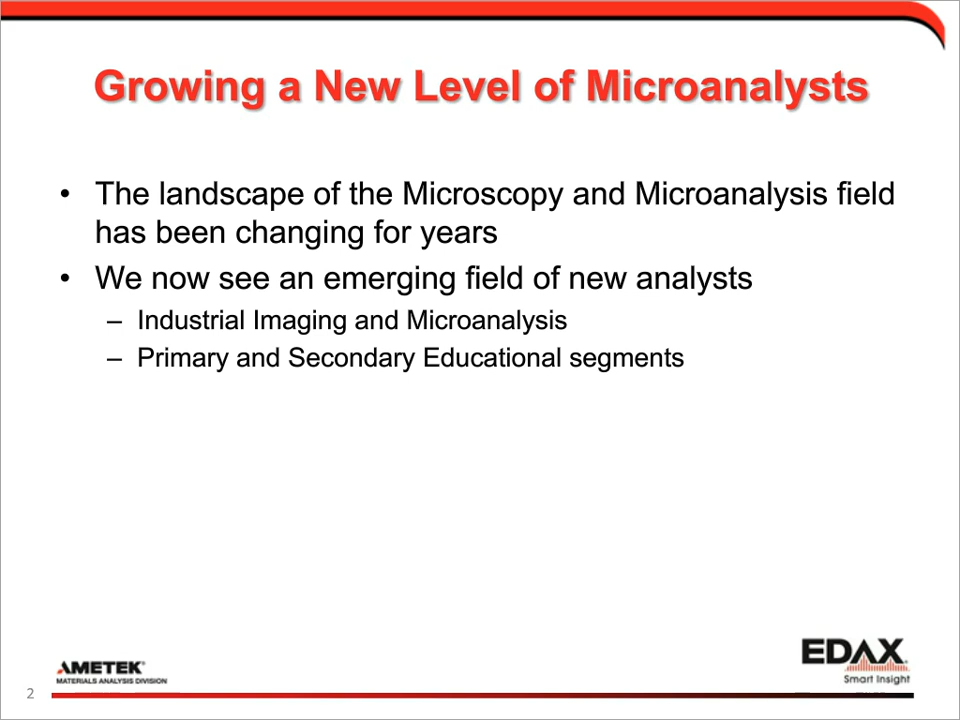 Growing a New Level of Microanalysts
• The landscape of the Microscopy and Microanalysis field
has been changing for years
• We now see an emerging field of new analysts
– Industrial Imaging and Microanalysis
– Primary and Secondary Educational segments
AMETEK®
MATERIALS ANALYSIS DIVISION
EDAX
Smart Insight
2